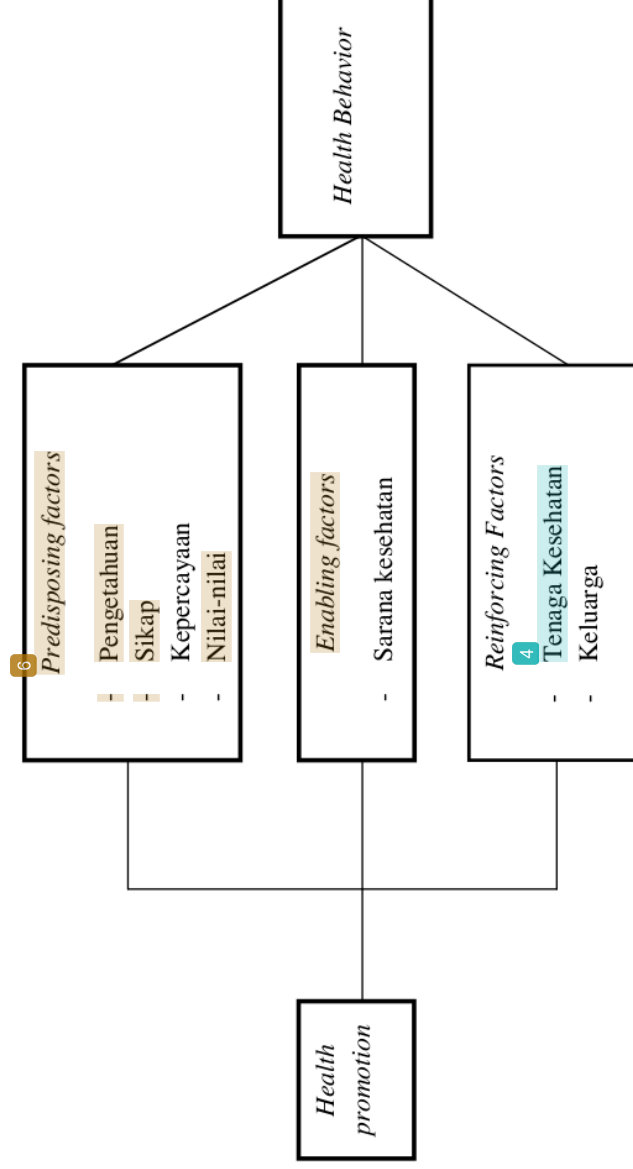 Health
promotion
6
Predisposing factors
- Pengetahuan
- Sikap
- Kepercayaan
- Nilai-nilai
Enabling factors
- Sarana kesehatan
Reinforcing Factors
4
- Tenaga Kesehatan
- Keluarga
Health Behavior